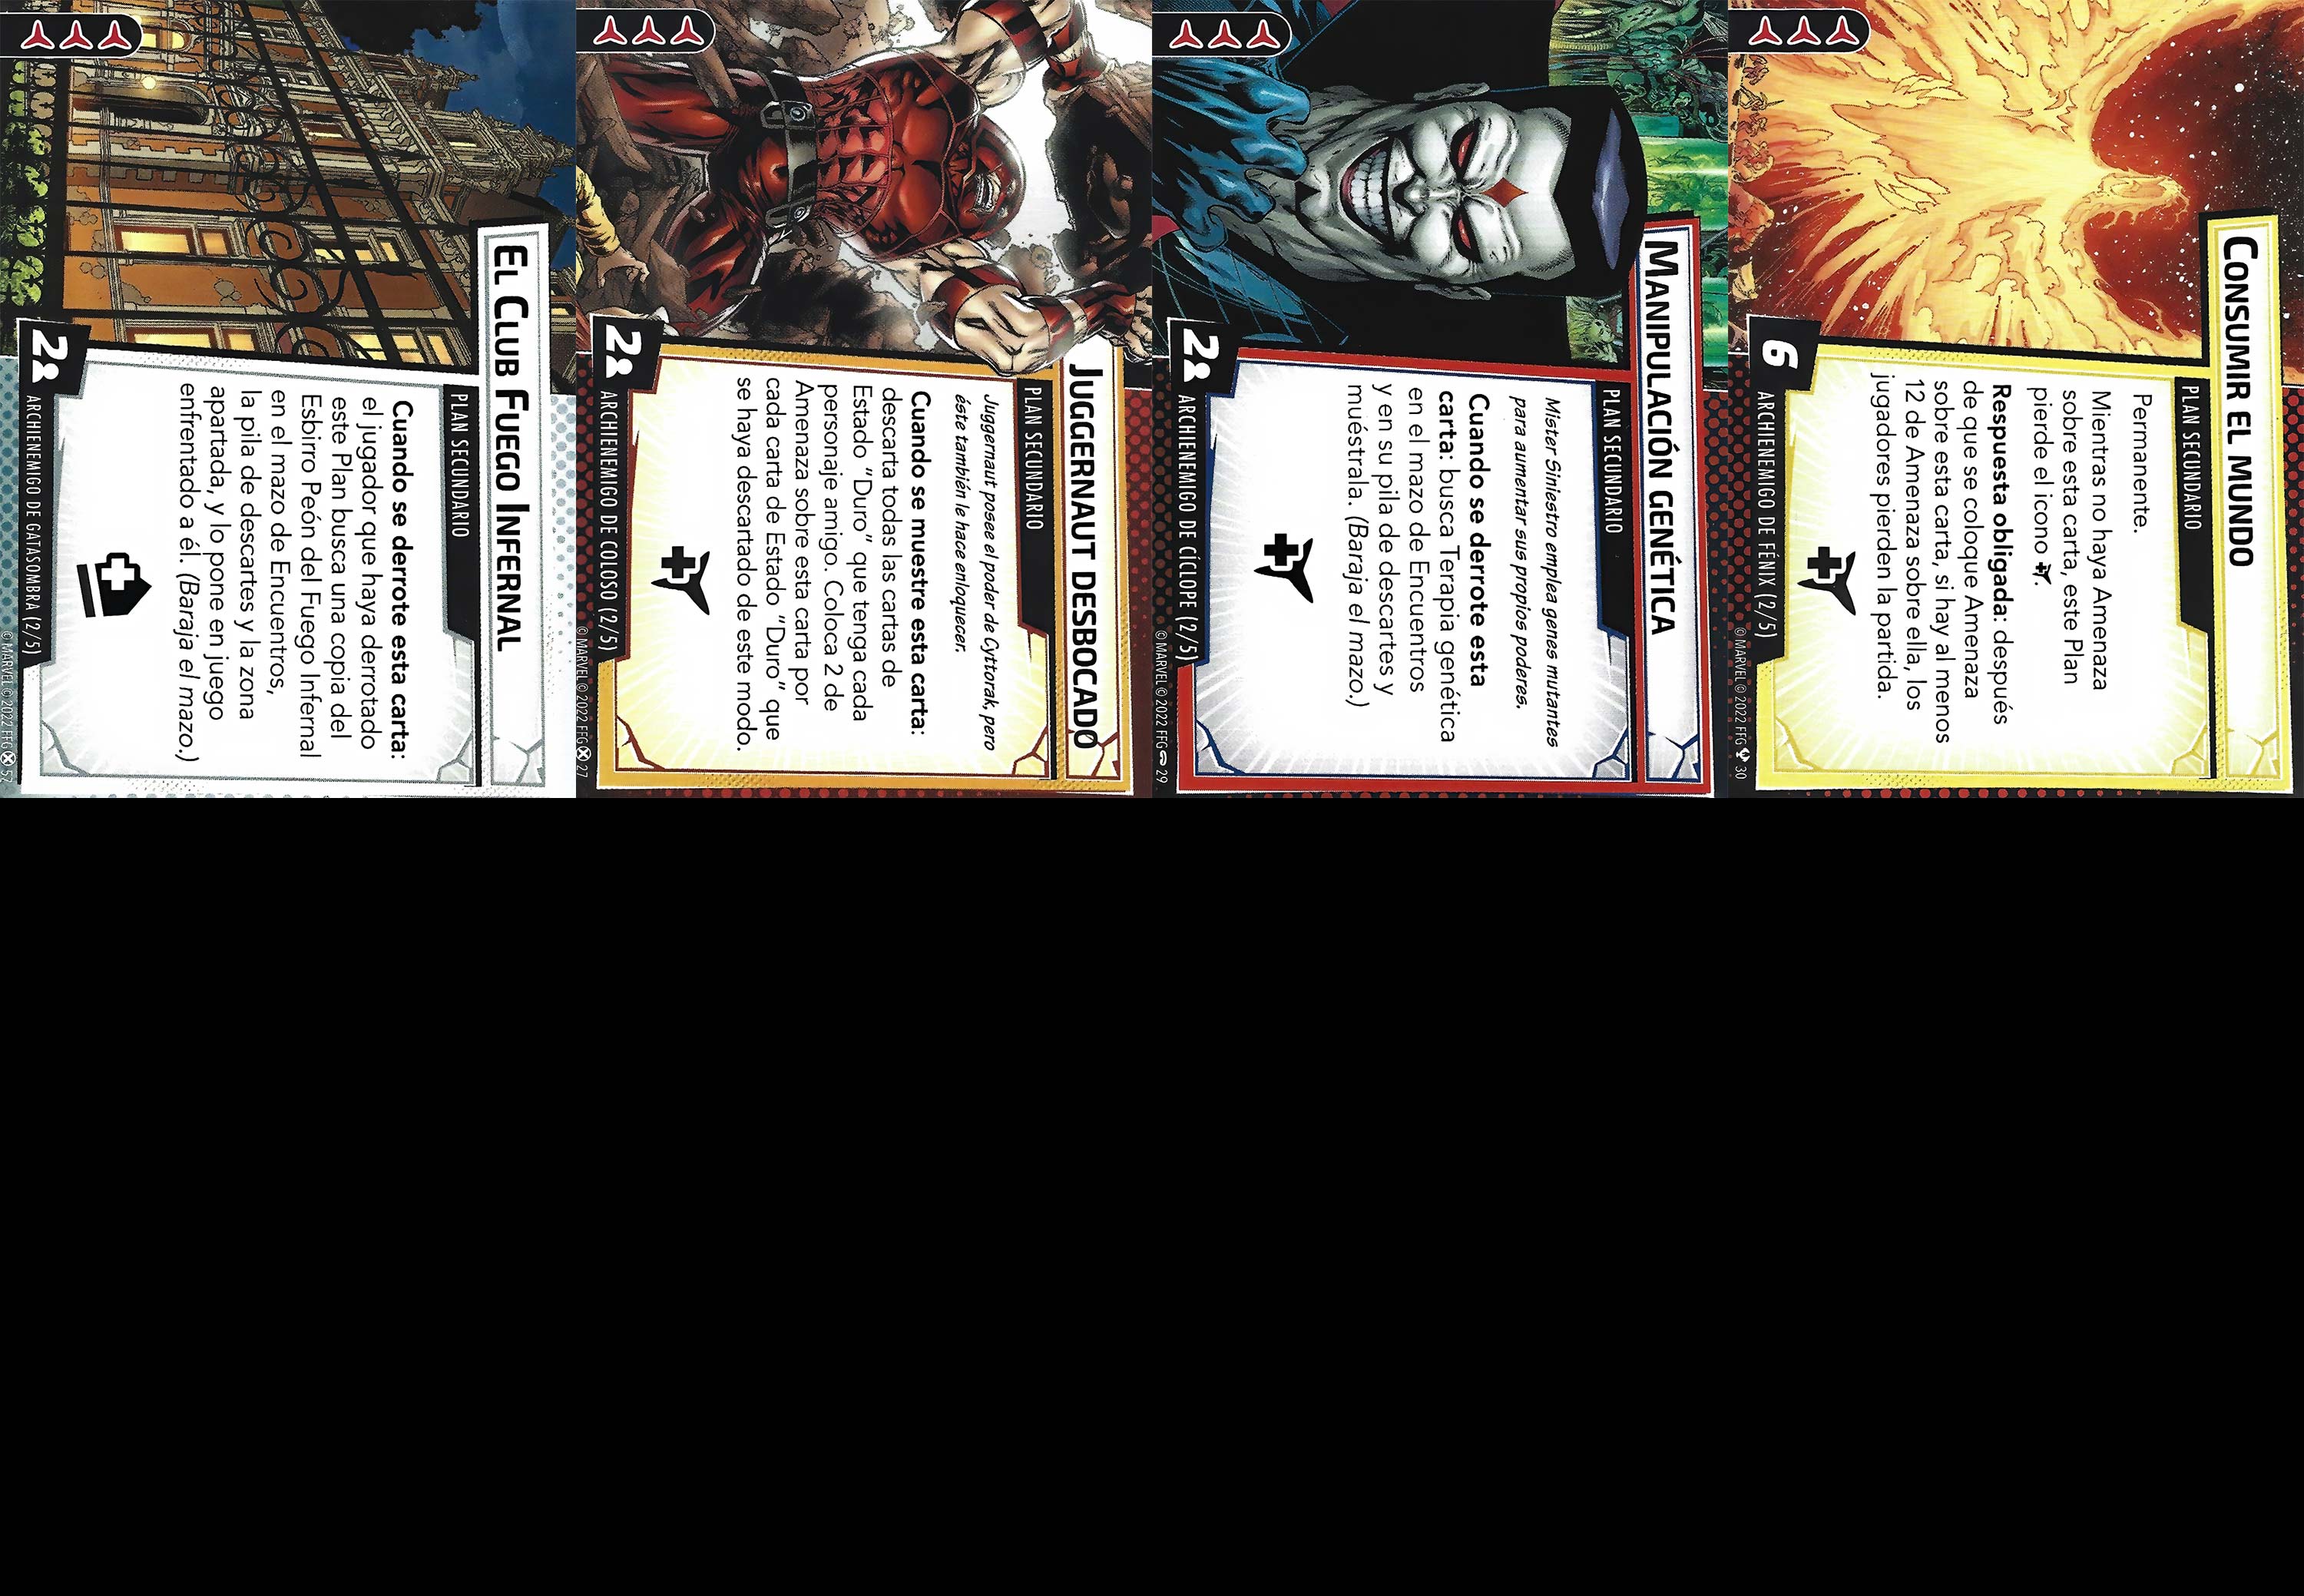 EL CLUB FUEGO INFERNAL
PLAN SECUNDARIO
Cuando se derrote esta carta:
el jugador que haya derrotado
este Plan busca una copia del
Esbirro Peón del Fuego Infernal
en el mazo de Encuentros,
la pila de descartes y la zona
apartada, y lo pone en juego
enfrentado a él. (Baraja el mazo.)
2
ARCHIENEMIGO DE GATASOMBRA (2/5)
© MARVEL © 2022 FFG 52
JUGGERNAUT DESBOCADO
PLAN SECUNDARIO
Juggernaut posee el poder de Cyttorak, pero
éste también le hace enloquecer.
Cuando se muestre esta carta:
descarta todas las cartas de
Estado "Duro" que tenga cada
personaje amigo. Coloca 2 de
Amenaza sobre esta carta por
cada carta de Estado "Duro" que
se haya descartado de este modo.
2
ARCHIENEMIGO DE COLOSO (2/5)
© MARVEL © 2022 FFG 27
MANIPULACIÓN GENÉTICA
PLAN SECUNDARIO
Mister Siniestro emplea genes mutantes
para aumentar sus propios poderes.
Cuando se derrote esta
carta: busca Terapia genética
en el mazo de Encuentros
y en su pila de descartes y
muéstrala. (Baraja el mazo.)
2
ARCHIENEMIGO DE CÍCLOPE (2/5)
© MARVEL © 2022 FFG 29
CONSUMIR EL MUNDO
PLAN SECUNDARIO
Permanente.
Mientras no haya Amenaza
sobre esta carta, este Plan
pierde el icono .
Respuesta obligada: después
de que se coloque Amenaza
sobre esta carta, si hay al menos
12 de Amenaza sobre ella, los
jugadores pierden la partida.
6
ARCHIENEMIGO DE FÉNIX (2/5)
© MARVEL © 2022 FFG 30